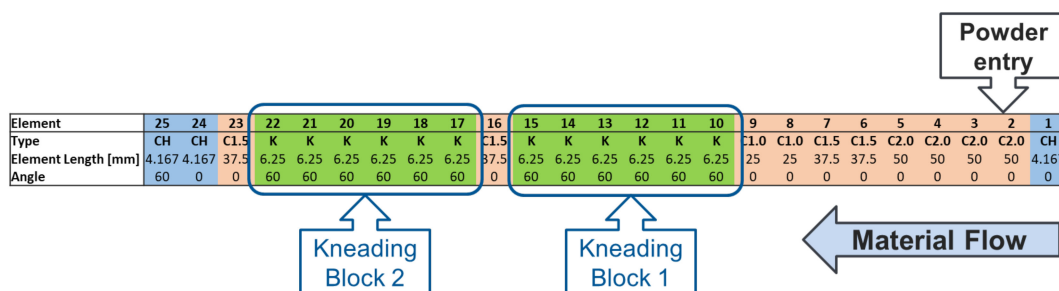 Powder
entry
Element 25 24 23 22 21 20 19 18 17 16 15 14 13 12 11 10 9 8 7 6 5 4 3 2 1
Type CH CH C1.5 K K K K K K C1.5 K K K K K K C1.0 C1.0 C1.5 C1.5 C2.0 C2.0 C2.0 C2.0 CH
Element Length [mm] 4.167 4.167 37.5 6.25 6.25 6.25 6.25 6.25 6.25 37.5 6.25 6.25 6.25 6.25 6.25 6.25 25 25 37.5 37.5 50 50 50 50 4.167
Angle 60 0 0 60 60 60 60 60 60 0 60 60 60 60 60 60 0 0 0 0 0 0 0 0 0
Kneading
Block 2
Kneading
Block 1
Material Flow